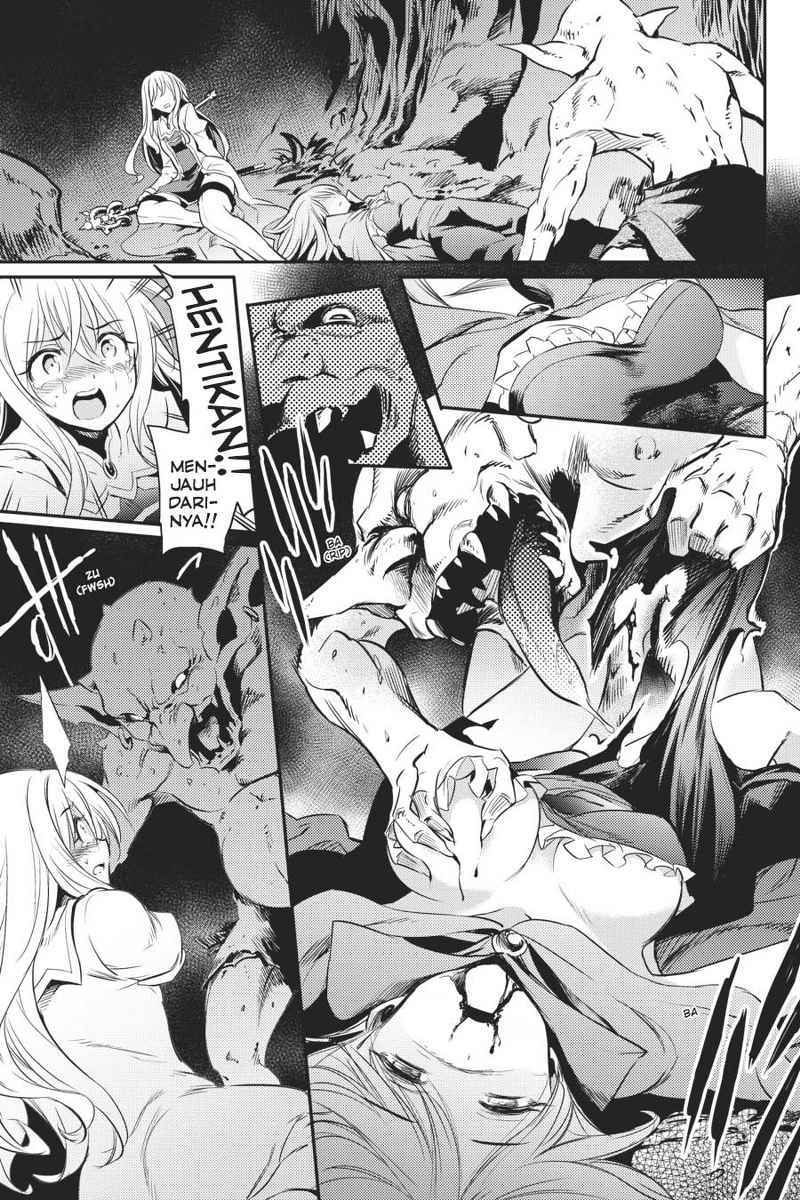 HENTIKAN!!
MEN-
JAUH
DARI-
NYA!!
BA
(RIP)
ZU
(FWSH)
BA